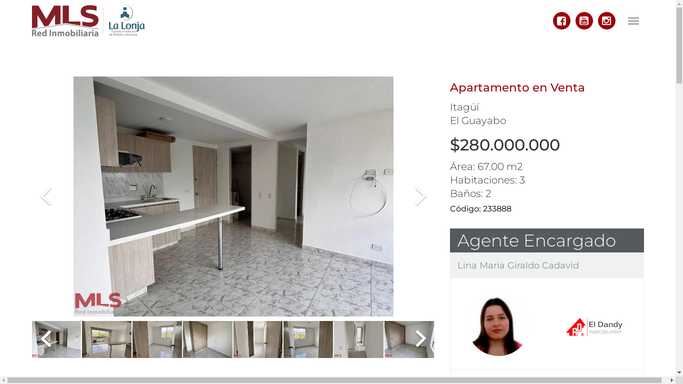 MLS
Red Inmobiliaria
La Lonja
Apartamento en Venta
Itagüí
El Guayabo
$280.000.000
Área: 67.00 m2
Habitaciones: 3
Baños: 2
Código: 233888
MLS
Red Inmobiliaria
Agente Encargado
Lina Maria Giraldo Cadavid
El Dandy